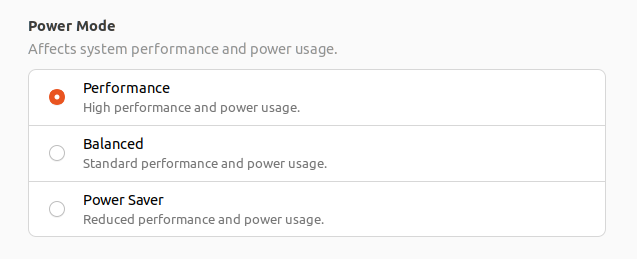 Power Mode
Affects system performance and power usage.
Performance
High performance and power usage.
Balanced
Standard performance and power usage.
Power Saver
Reduced performance and power usage.